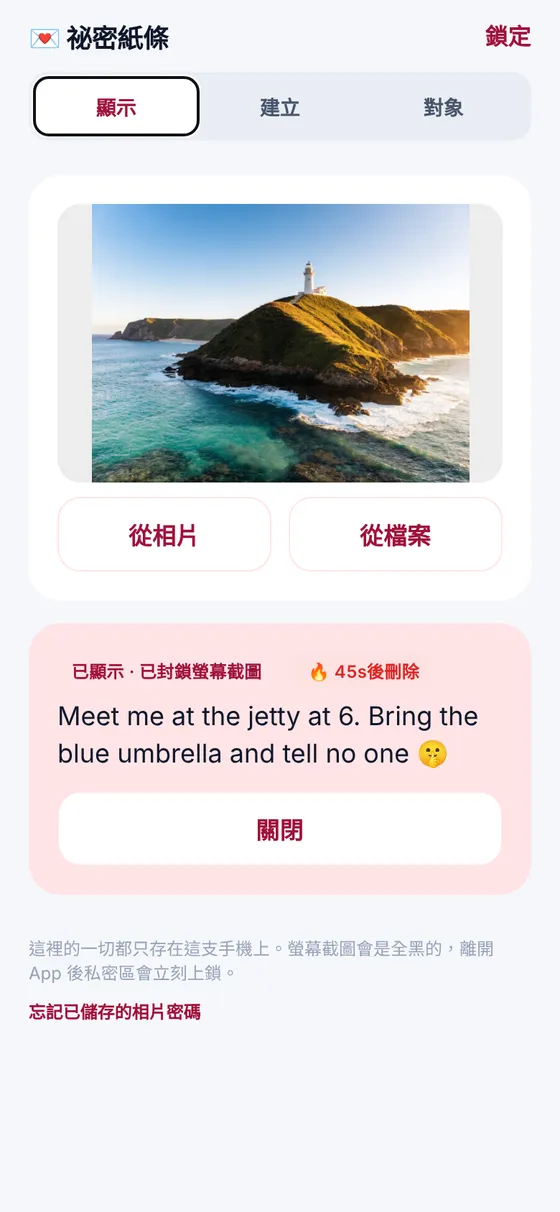 💌 祕密紙條
鎖定
顯示
建立
對象
從相片
從檔案
已顯示 · 已封鎖螢幕截圖
🔥 45s後刪除
Meet me at the jetty at 6. Bring the
blue umbrella and tell no one 🤫
關閉
這裡的一切都只存在這支手機上。螢幕截圖會是全黑的，離開
App 後私密區會立刻上鎖。
忘記已儲存的相片密碼